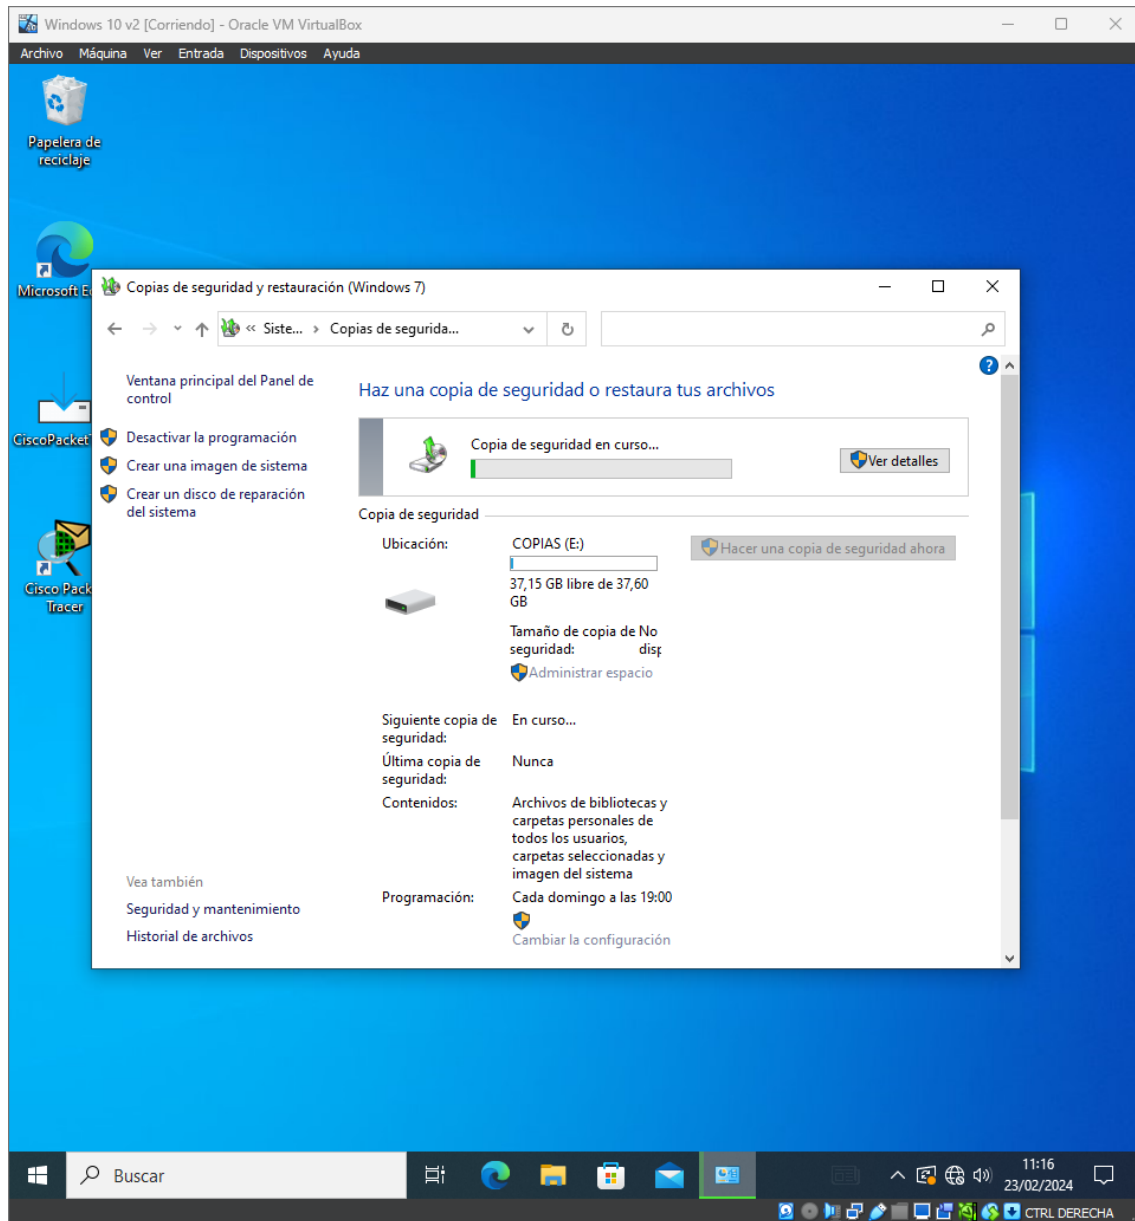 Windows 10 v2 [Corriendo] - Oracle VM VirtualBox
Archivo Máquina Ver Entrada Dispositivos Ayuda
Papelera de
reciclaje
Microsoft E
CiscoPacket
Cisco Pack
Tracer
Copias de seguridad y restauración (Windows 7)
« Siste... › Copias de segurida...
Ventana principal del Panel de
control
Desactivar la programación
Crear una imagen de sistema
Crear un disco de reparación
del sistema
Vea también
Seguridad y mantenimiento
Historial de archivos
?
Haz una copia de seguridad o restaura tus archivos
Copia de seguridad en curso...
Ver detalles
Copia de seguridad
Ubicación:
COPIAS (E:)
Hacer una copia de seguridad ahora
37,15 GB libre de 37,60
GB
Tamaño de copia de No
seguridad: disp
Administrar espacio
Siguiente copia de
seguridad:
En curso...
Última copia de
seguridad:
Nunca
Contenidos:
Archivos de bibliotecas y
carpetas personales de
todos los usuarios,
carpetas seleccionadas y
imagen del sistema
Programación:
Cada domingo a las 19:00
Cambiar la configuración
Buscar
11:16
23/02/2024
CTRL DERECHA